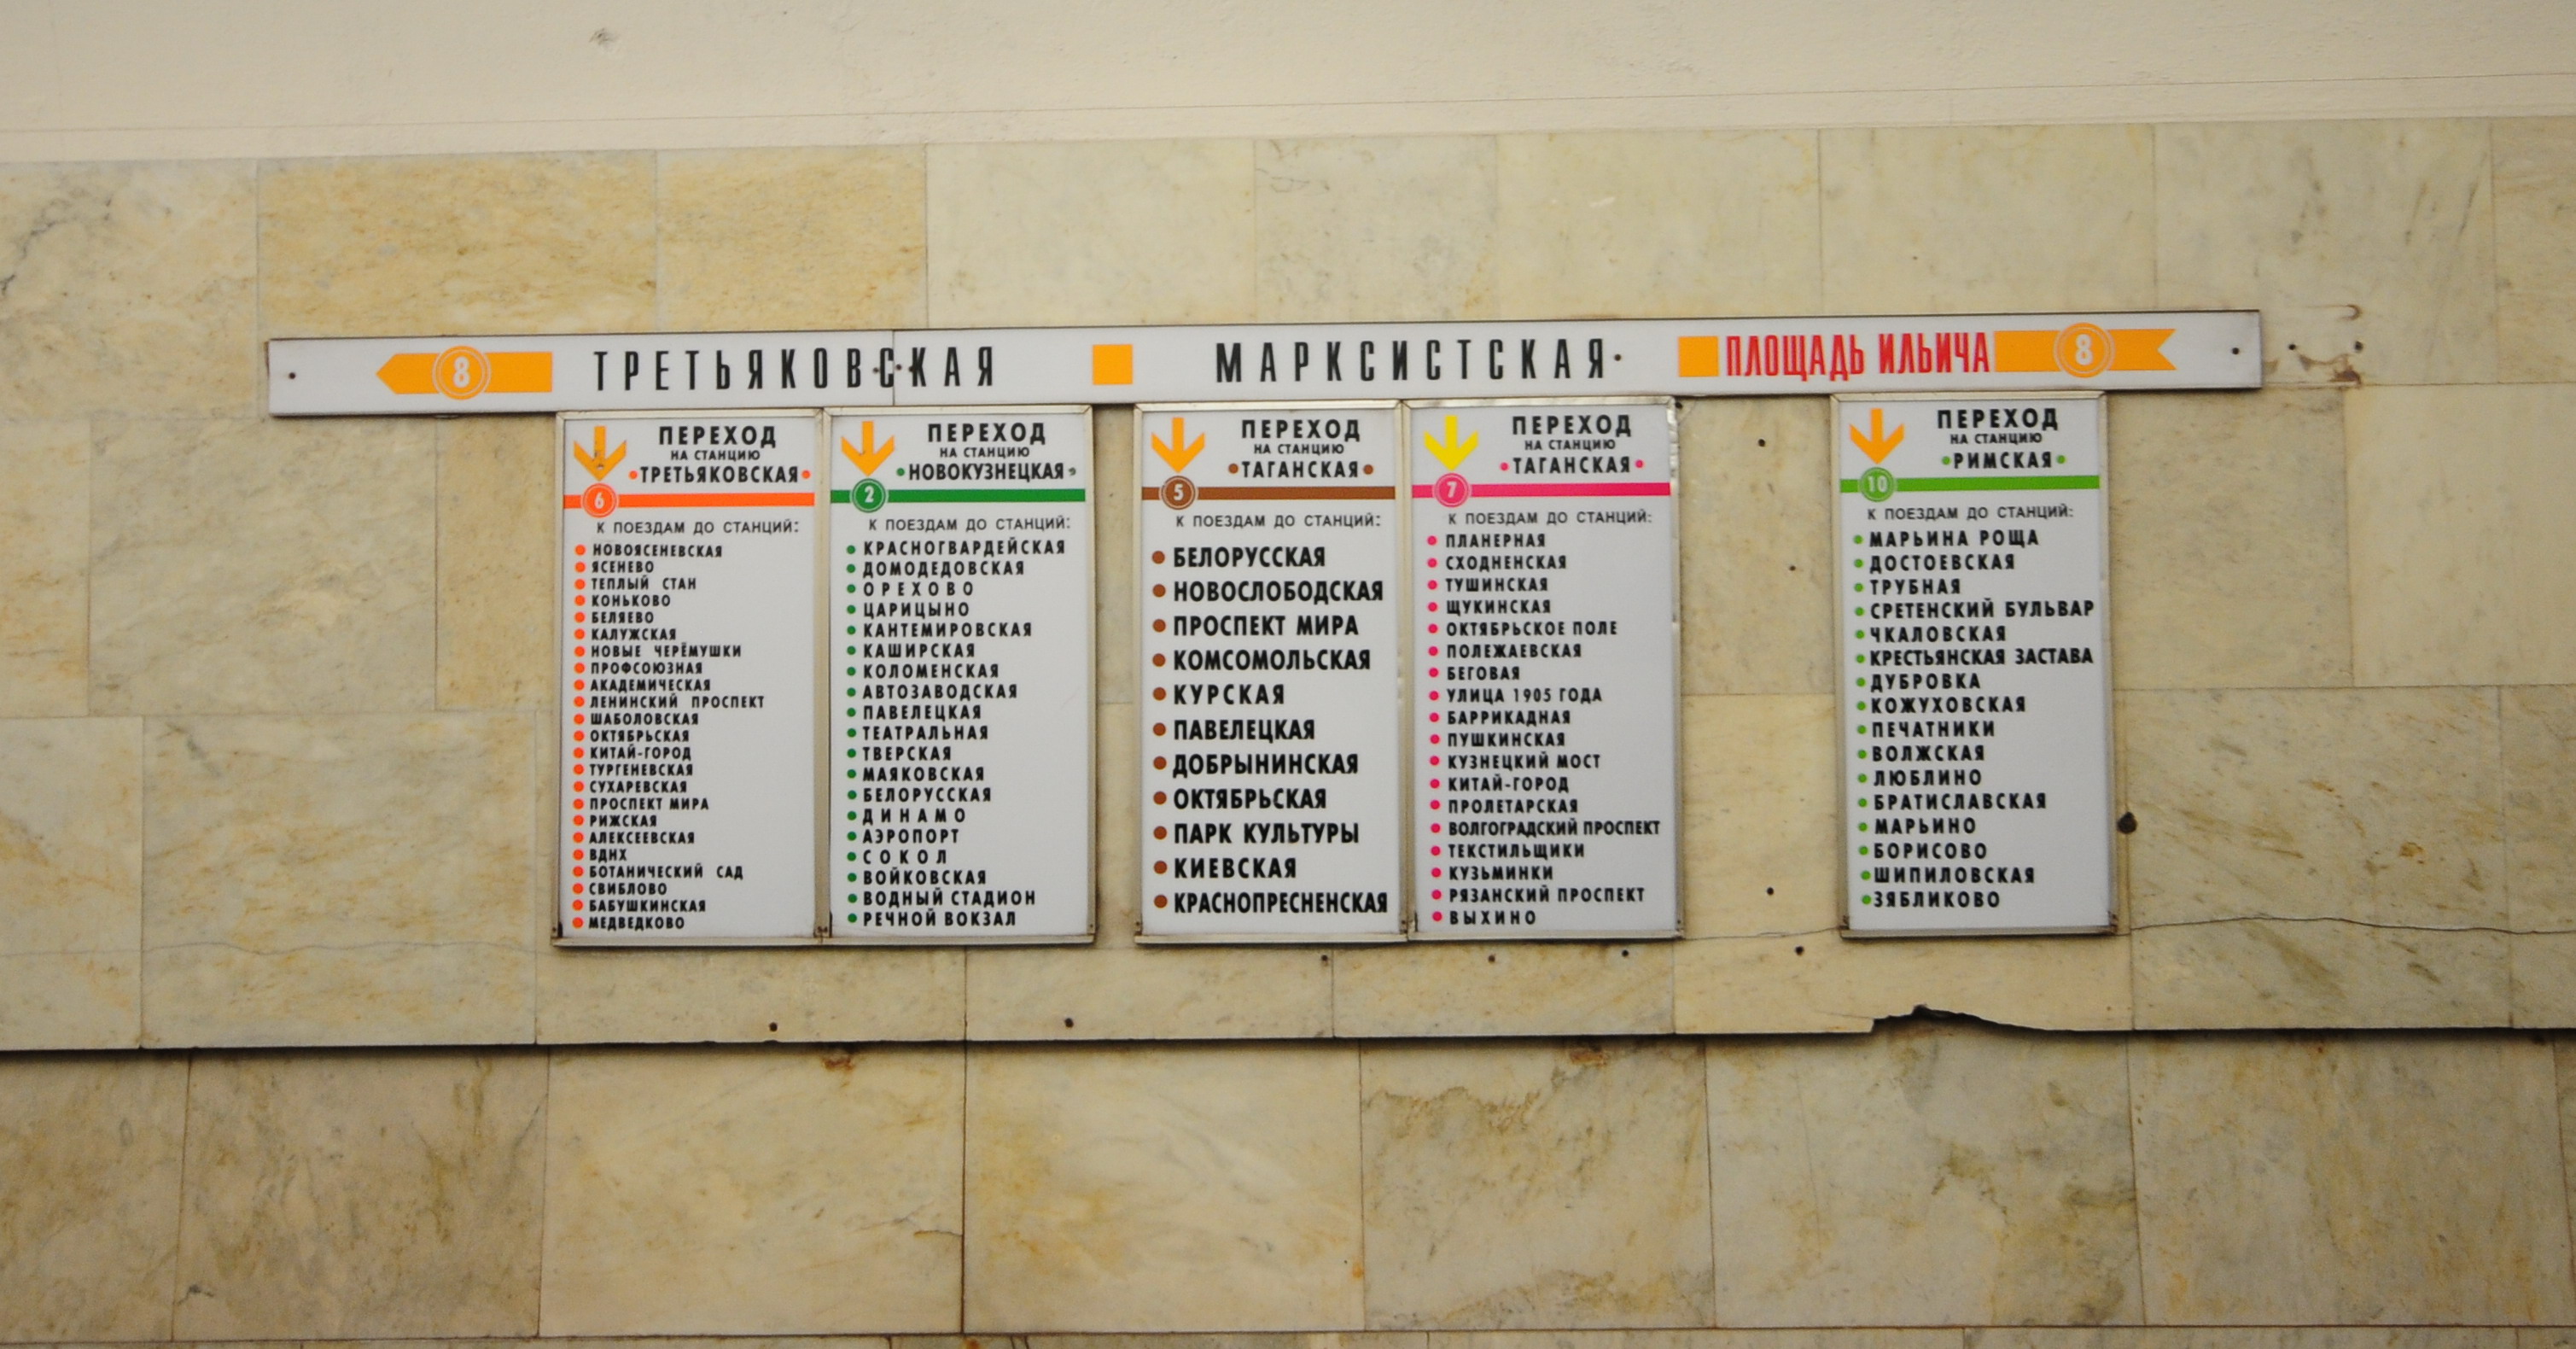 8 ТРЕТЬЯКОВСКАЯ МАРКСИСТСКАЯ ПЛОЩАДЬ ИЛЬИЧА 8
ПЕРЕХОД
НА СТАНЦИЮ
ТРЕТЬЯКОВСКАЯ
6
К ПОЕЗДАМ ДО СТАНЦИЙ:
НОВОЯСЕНЕВСКАЯ
ЯСЕНЕВО
ТЕПЛЫЙ СТАН
КОНЬКОВО
БЕЛЯЕВО
КАЛУЖСКАЯ
НОВЫЕ ЧЕРЁМУШКИ
ПРОФСОЮЗНАЯ
АКАДЕМИЧЕСКАЯ
ЛЕНИНСКИЙ ПРОСПЕКТ
ШАБОЛОВСКАЯ
ОКТЯБРЬСКАЯ
КИТАЙ-ГОРОД
ТУРГЕНЕВСКАЯ
СУХАРЕВСКАЯ
ПРОСПЕКТ МИРА
РИЖСКАЯ
АЛЕКСЕЕВСКАЯ
ВДНХ
БОТАНИЧЕСКИЙ САД
СВИБЛОВО
БАБУШКИНСКАЯ
МЕДВЕДКОВО
ПЕРЕХОД
НА СТАНЦИЮ
НОВОКУЗНЕЦКАЯ
2
К ПОЕЗДАМ ДО СТАНЦИЙ:
КРАСНОГВАРДЕЙСКАЯ
ДОМОДЕДОВСКАЯ
ОРЕХОВО
ЦАРИЦЫНО
КАНТЕМИРОВСКАЯ
КАШИРСКАЯ
КОЛОМЕНСКАЯ
АВТОЗАВОДСКАЯ
ПАВЕЛЕЦКАЯ
ТЕАТРАЛЬНАЯ
ТВЕРСКАЯ
МАЯКОВСКАЯ
БЕЛОРУССКАЯ
ДИНАМО
АЭРОПОРТ
СОКОЛ
ВОЙКОВСКАЯ
ВОДНЫЙ СТАДИОН
РЕЧНОЙ ВОКЗАЛ
ПЕРЕХОД
НА СТАНЦИЮ
ТАГАНСКАЯ
5
К ПОЕЗДАМ ДО СТАНЦИЙ:
БЕЛОРУССКАЯ
НОВОСЛОБОДСКАЯ
ПРОСПЕКТ МИРА
КОМСОМОЛЬСКАЯ
КУРСКАЯ
ПАВЕЛЕЦКАЯ
ДОБРЫНИНСКАЯ
ОКТЯБРЬСКАЯ
ПАРК КУЛЬТУРЫ
КИЕВСКАЯ
КРАСНОПРЕСНЕНСКАЯ
ПЕРЕХОД
НА СТАНЦИЮ
ТАГАНСКАЯ
7
К ПОЕЗДАМ ДО СТАНЦИЙ:
ПЛАНЕРНАЯ
СХОДНЕНСКАЯ
ТУШИНСКАЯ
ЩУКИНСКАЯ
ОКТЯБРЬСКОЕ ПОЛЕ
ПОЛЕЖАЕВСКАЯ
БЕГОВАЯ
УЛИЦА 1905 ГОДА
БАРРИКАДНАЯ
ПУШКИНСКАЯ
КУЗНЕЦКИЙ МОСТ
КИТАЙ-ГОРОД
ПРОЛЕТАРСКАЯ
ВОЛГОГРАДСКИЙ ПРОСПЕКТ
ТЕКСТИЛЬЩИКИ
КУЗЬМИНКИ
РЯЗАНСКИЙ ПРОСПЕКТ
ВЫХИНО
ПЕРЕХОД
НА СТАНЦИЮ
РИМСКАЯ
10
К ПОЕЗДАМ ДО СТАНЦИЙ:
МАРЬИНА РОЩА
ДОСТОЕВСКАЯ
ТРУБНАЯ
СРЕТЕНСКИЙ БУЛЬВАР
ЧКАЛОВСКАЯ
КРЕСТЬЯНСКАЯ ЗАСТАВА
ДУБРОВКА
КОЖУХОВСКАЯ
ПЕЧАТНИКИ
ВОЛЖСКАЯ
ЛЮБЛИНО
БРАТИСЛАВСКАЯ
МАРЬИНО
БОРИСОВО
ШИПИЛОВСКАЯ
ЗЯБЛИКОВО